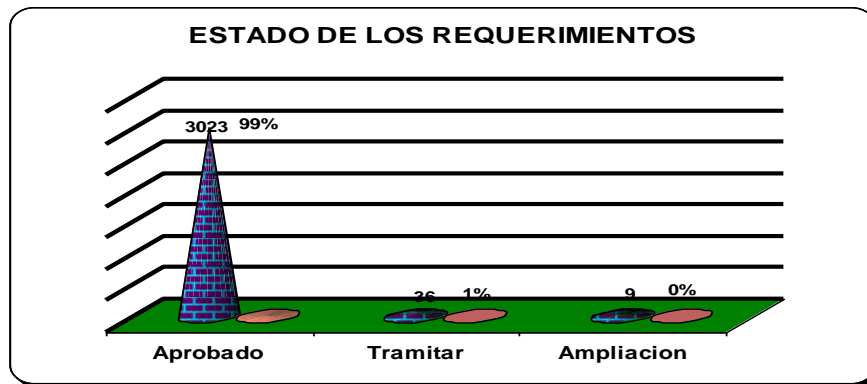 ESTADO DE LOS REQUERIMIENTOS
3023 99%
36 1% 9 0%
Aprobado Tramitar Ampliacion